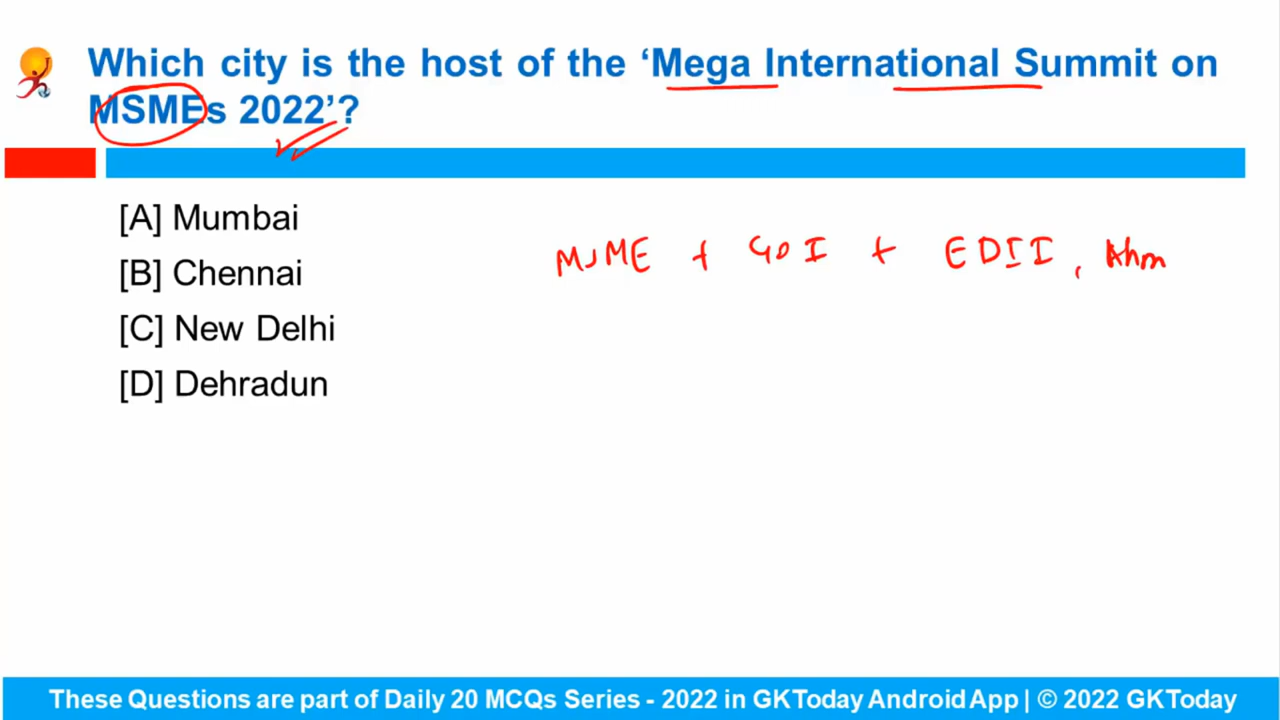 Which city is the host of the ‘Mega International Summit on
MSMEs 2022’?
[A] Mumbai
[B] Chennai
[C] New Delhi
[D] Dehradun
MSME + GOI + EDII, Ahm
These Questions are part of Daily 20 MCQs Series - 2022 in GKToday Android App | © 2022 GKToday